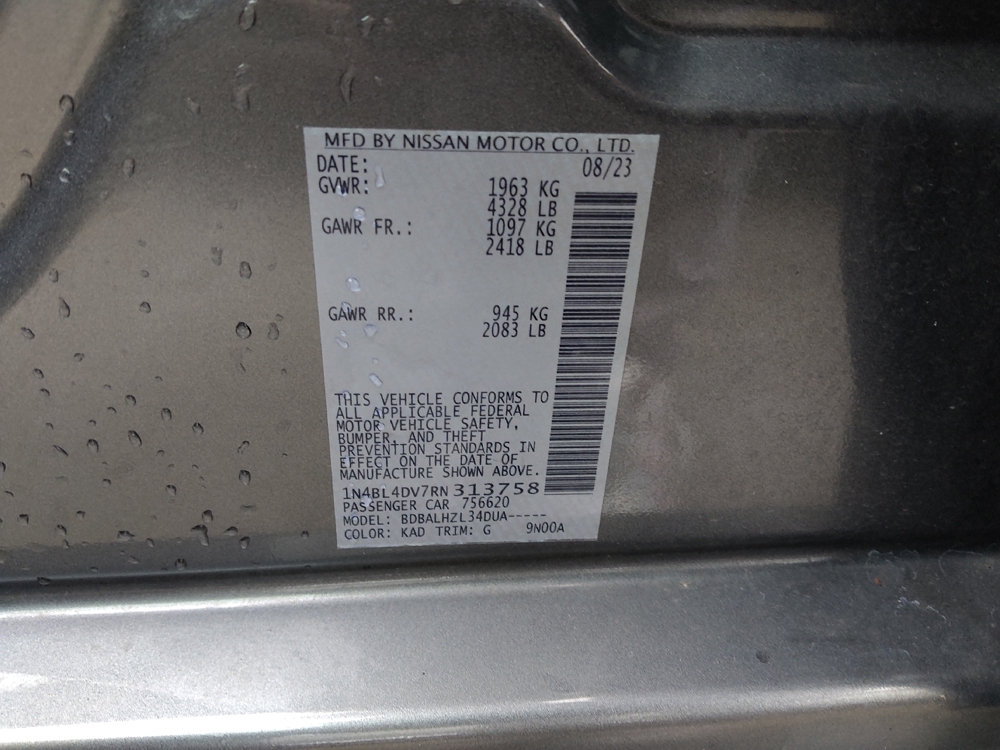 MFD BY NISSAN MOTOR CO., LTD.
DATE: 08/23
GVWR: 1963 KG
4328 LB
GAWR FR.: 1097 KG
2418 LB
GAWR RR.: 945 KG
2083 LB
THIS VEHICLE CONFORMS TO
ALL APPLICABLE FEDERAL
MOTOR VEHICLE SAFETY,
BUMPER, AND THEFT
PREVENTION STANDARDS IN
EFFECT ON THE DATE OF
MANUFACTURE SHOWN ABOVE.
1N4BL4DV7RN313758
PASSENGER CAR 756620
MODEL: BDBALHZL34DUA-----
COLOR: KAD TRIM: G 9N00A